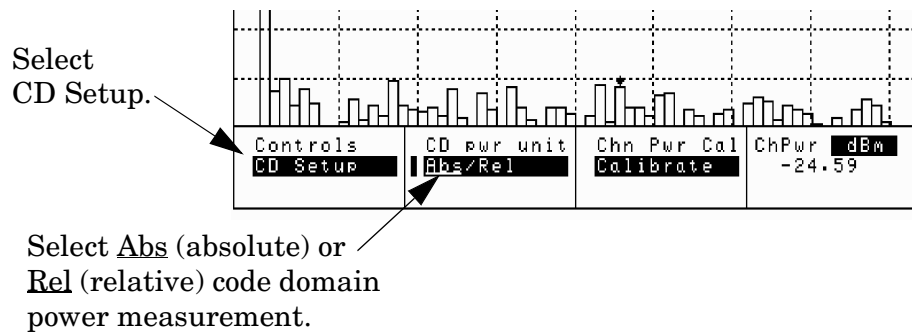 Select
CD Setup.
Controls CD pwr unit Chn Pwr Cal ChPwr dBm
CD Setup Abs/Rel Calibrate -24.59
Select Abs (absolute) or
Rel (relative) code domain
power measurement.